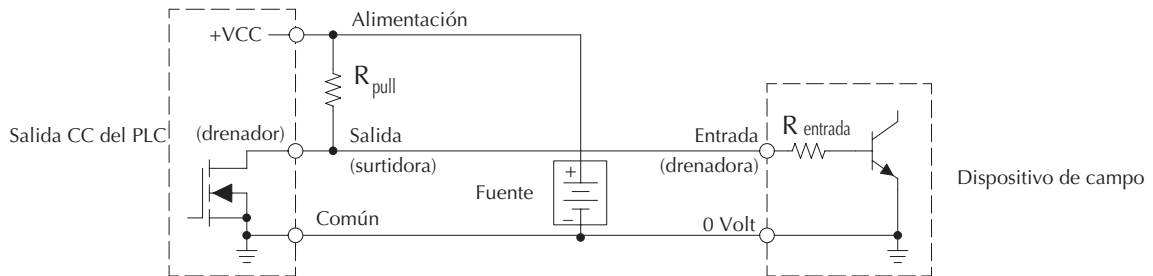 Alimentación
+VCC
R pull
Salida CC del PLC
(drenador)
Salida
(surtidora)
Entrada
(drenadora)
R entrada
Fuente
+
−
Dispositivo de campo
Común
0 Volt